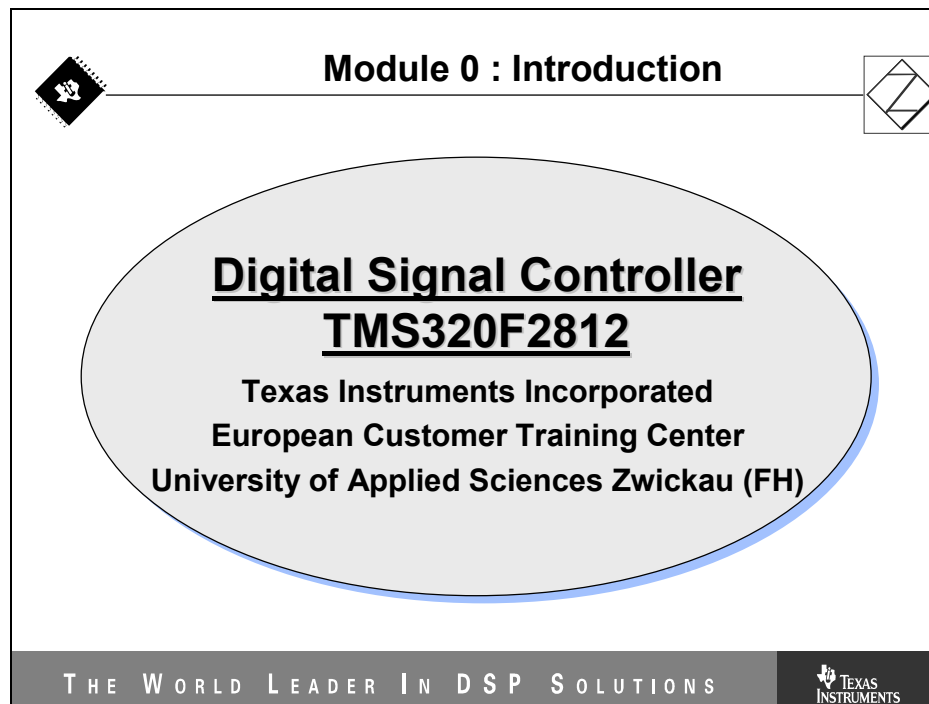 Module 0 : Introduction
Digital Signal Controller
TMS320F2812
Texas Instruments Incorporated
European Customer Training Center
University of Applied Sciences Zwickau (FH)
THE WORLD LEADER IN DSP SOLUTIONS
TEXAS
INSTRUMENTS